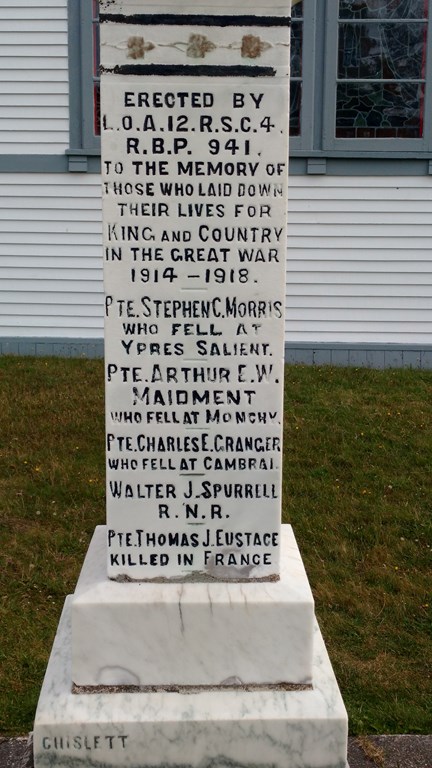 ERECTED BY
L.O.A.12.R.S.C.4.
R.B.P. 941.
TO THE MEMORY OF
THOSE WHO LAID DOWN
THEIR LIVES FOR
KING AND COUNTRY
IN THE GREAT WAR
1914-1918.
PTE. STEPHEN C. MORRIS
WHO FELL AT
YPRES SALIENT.
PTE. ARTHUR E.W.
MAIDMENT
WHO FELL AT MONCHY.
PTE. CHARLES E. GRANGER
WHO FELL AT CAMBRAI.
WALTER J. SPURRELL
R.N.R.
PTE. THOMAS J. EUSTACE
KILLED IN FRANCE
CHISLETT